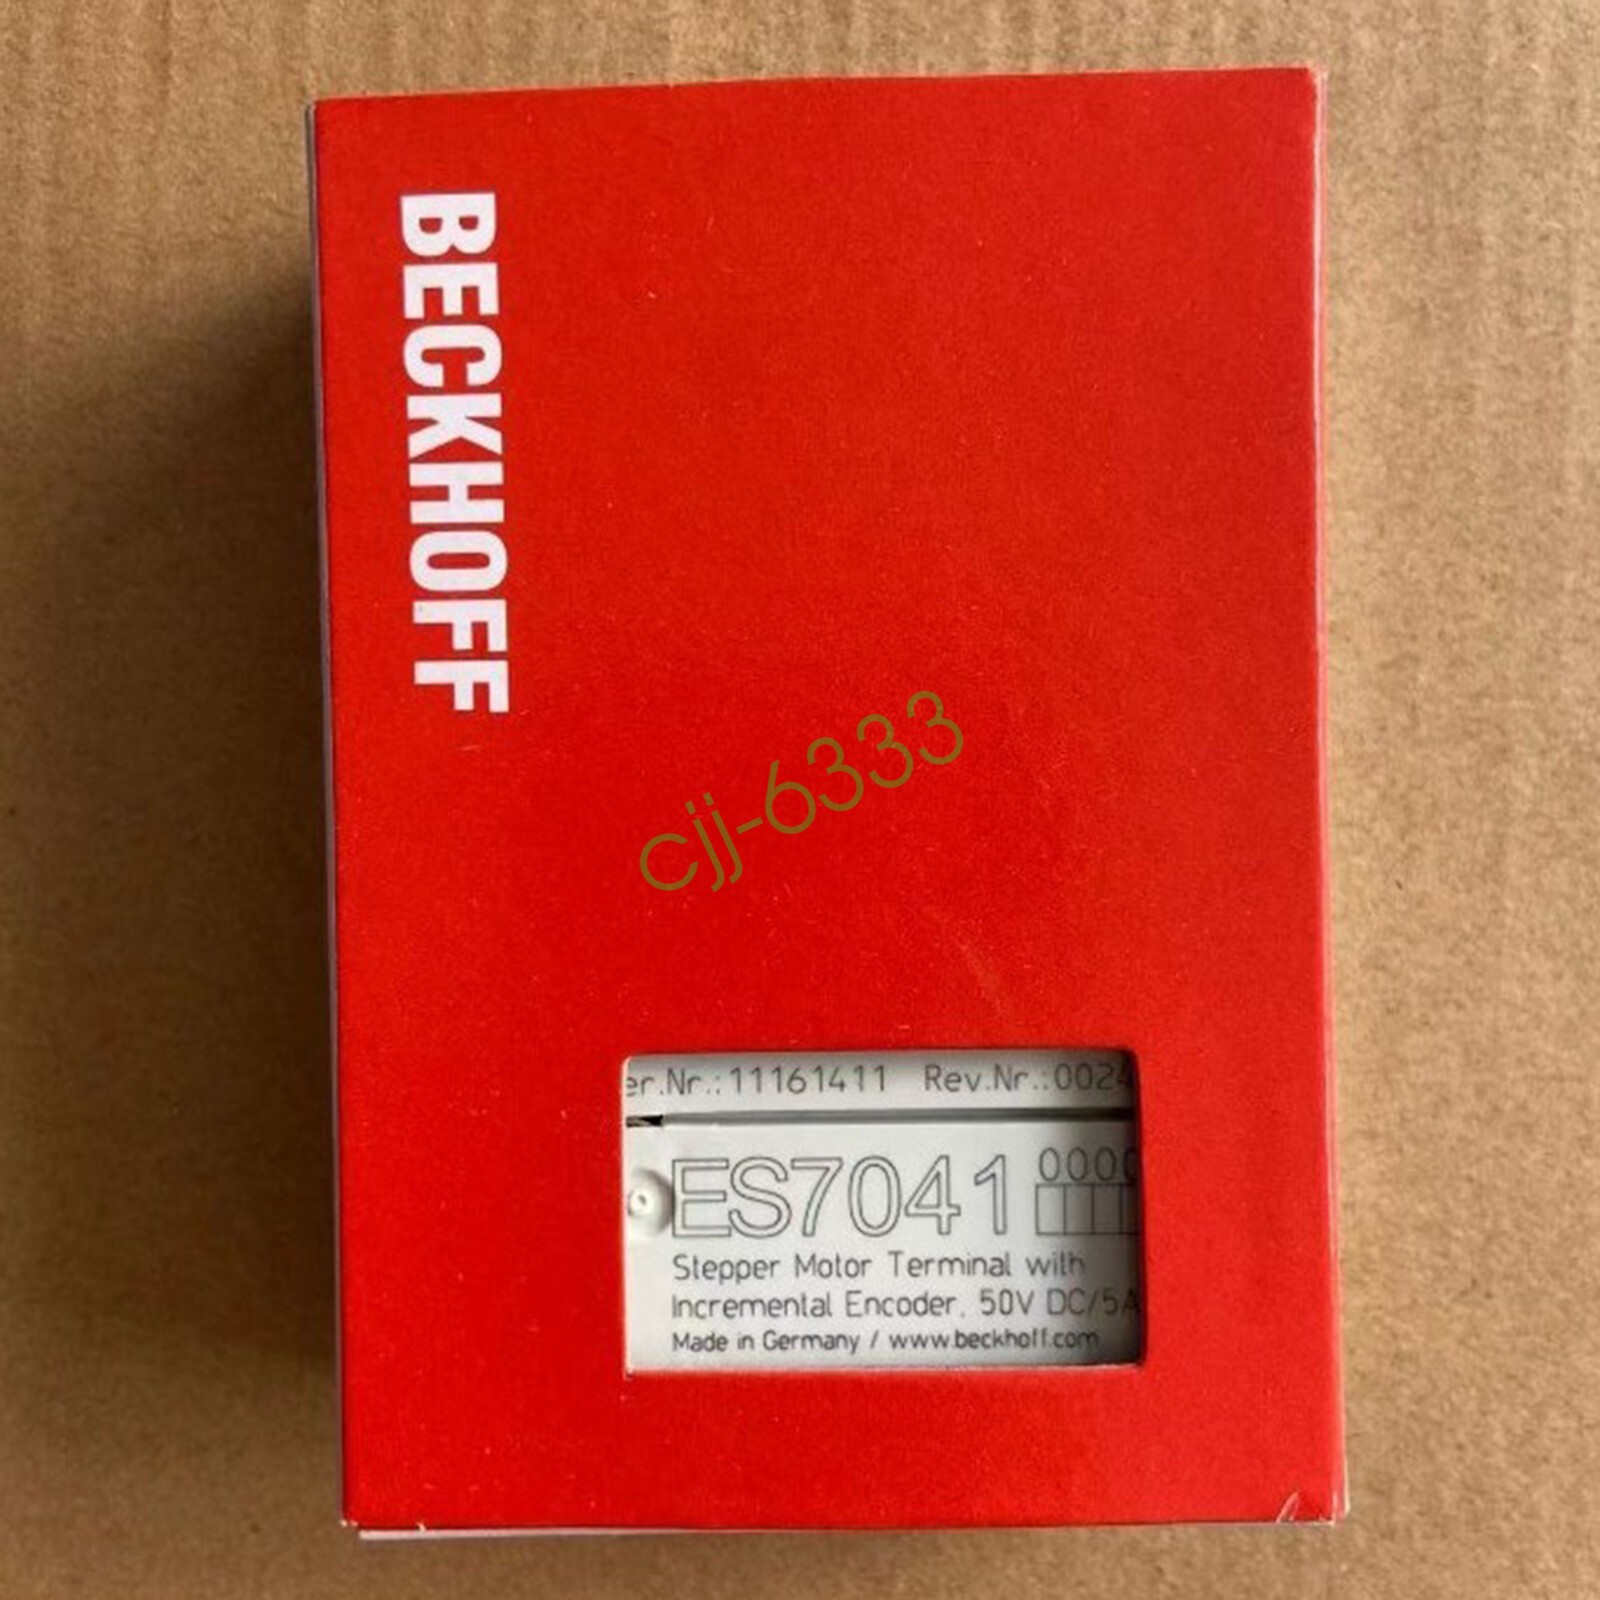 BECKHOFF
cjj-6333
er.Nr.:11161411 Rev.Nr.:0024
ES7041 000
Stepper Motor Terminal with
Incremental Encoder, 50V DC/5A
Made in Germany / www.beckhoff.com